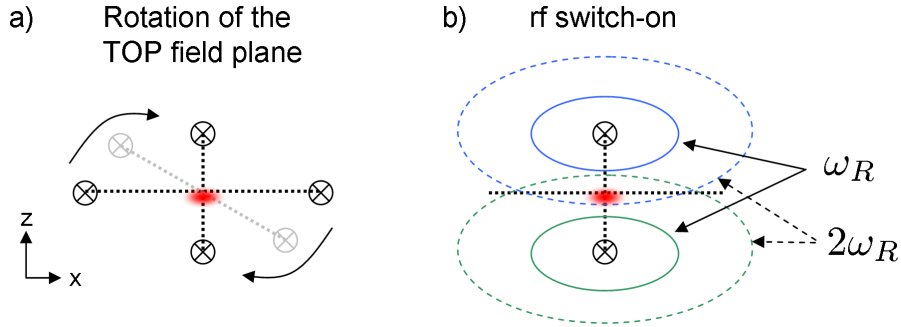 a) Rotation of the
TOP field plane
z
x
b) rf switch-on
ω_R
2ω_R